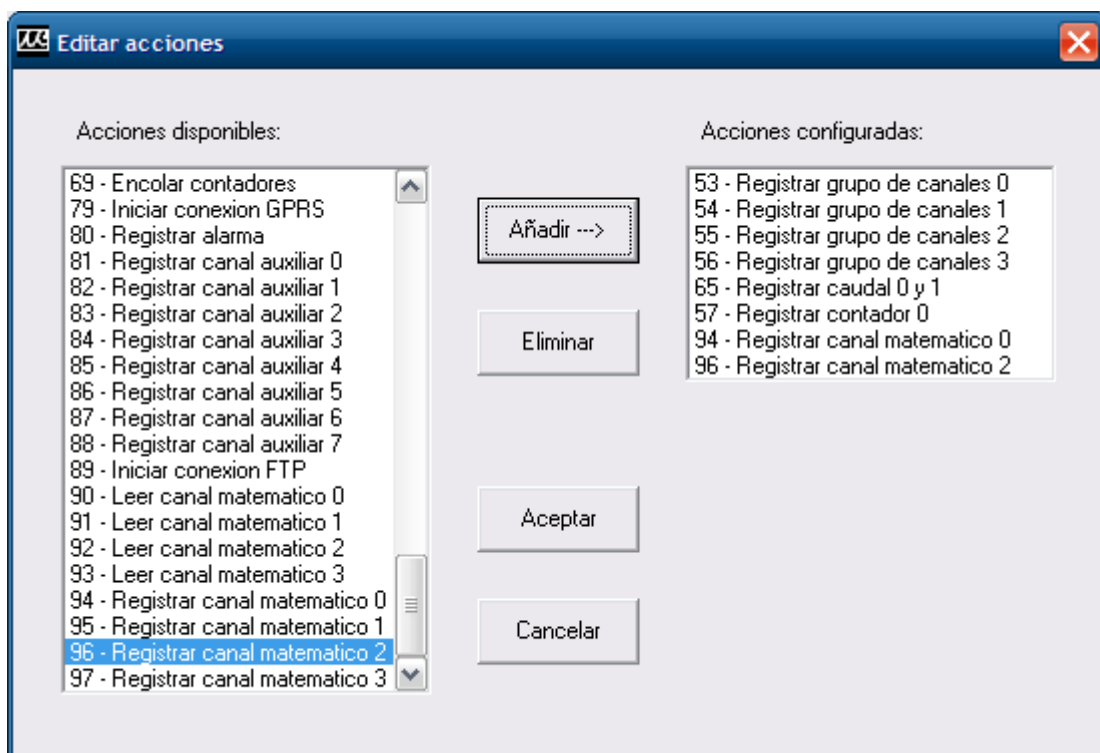 Editar acciones
Acciones disponibles:
69 - Encolar contadores
79 - Iniciar conexion GPRS
80 - Registrar alarma
81 - Registrar canal auxiliar 0
82 - Registrar canal auxiliar 1
83 - Registrar canal auxiliar 2
84 - Registrar canal auxiliar 3
85 - Registrar canal auxiliar 4
86 - Registrar canal auxiliar 5
87 - Registrar canal auxiliar 6
88 - Registrar canal auxiliar 7
89 - Iniciar conexion FTP
90 - Leer canal matematico 0
91 - Leer canal matematico 1
92 - Leer canal matematico 2
93 - Leer canal matematico 3
94 - Registrar canal matematico 0
95 - Registrar canal matematico 1
96 - Registrar canal matematico 2
97 - Registrar canal matematico 3
Añadir --->
Eliminar
Aceptar
Cancelar
Acciones configuradas:
53 - Registrar grupo de canales 0
54 - Registrar grupo de canales 1
55 - Registrar grupo de canales 2
56 - Registrar grupo de canales 3
65 - Registrar caudal 0 y 1
57 - Registrar contador 0
94 - Registrar canal matematico 0
96 - Registrar canal matematico 2